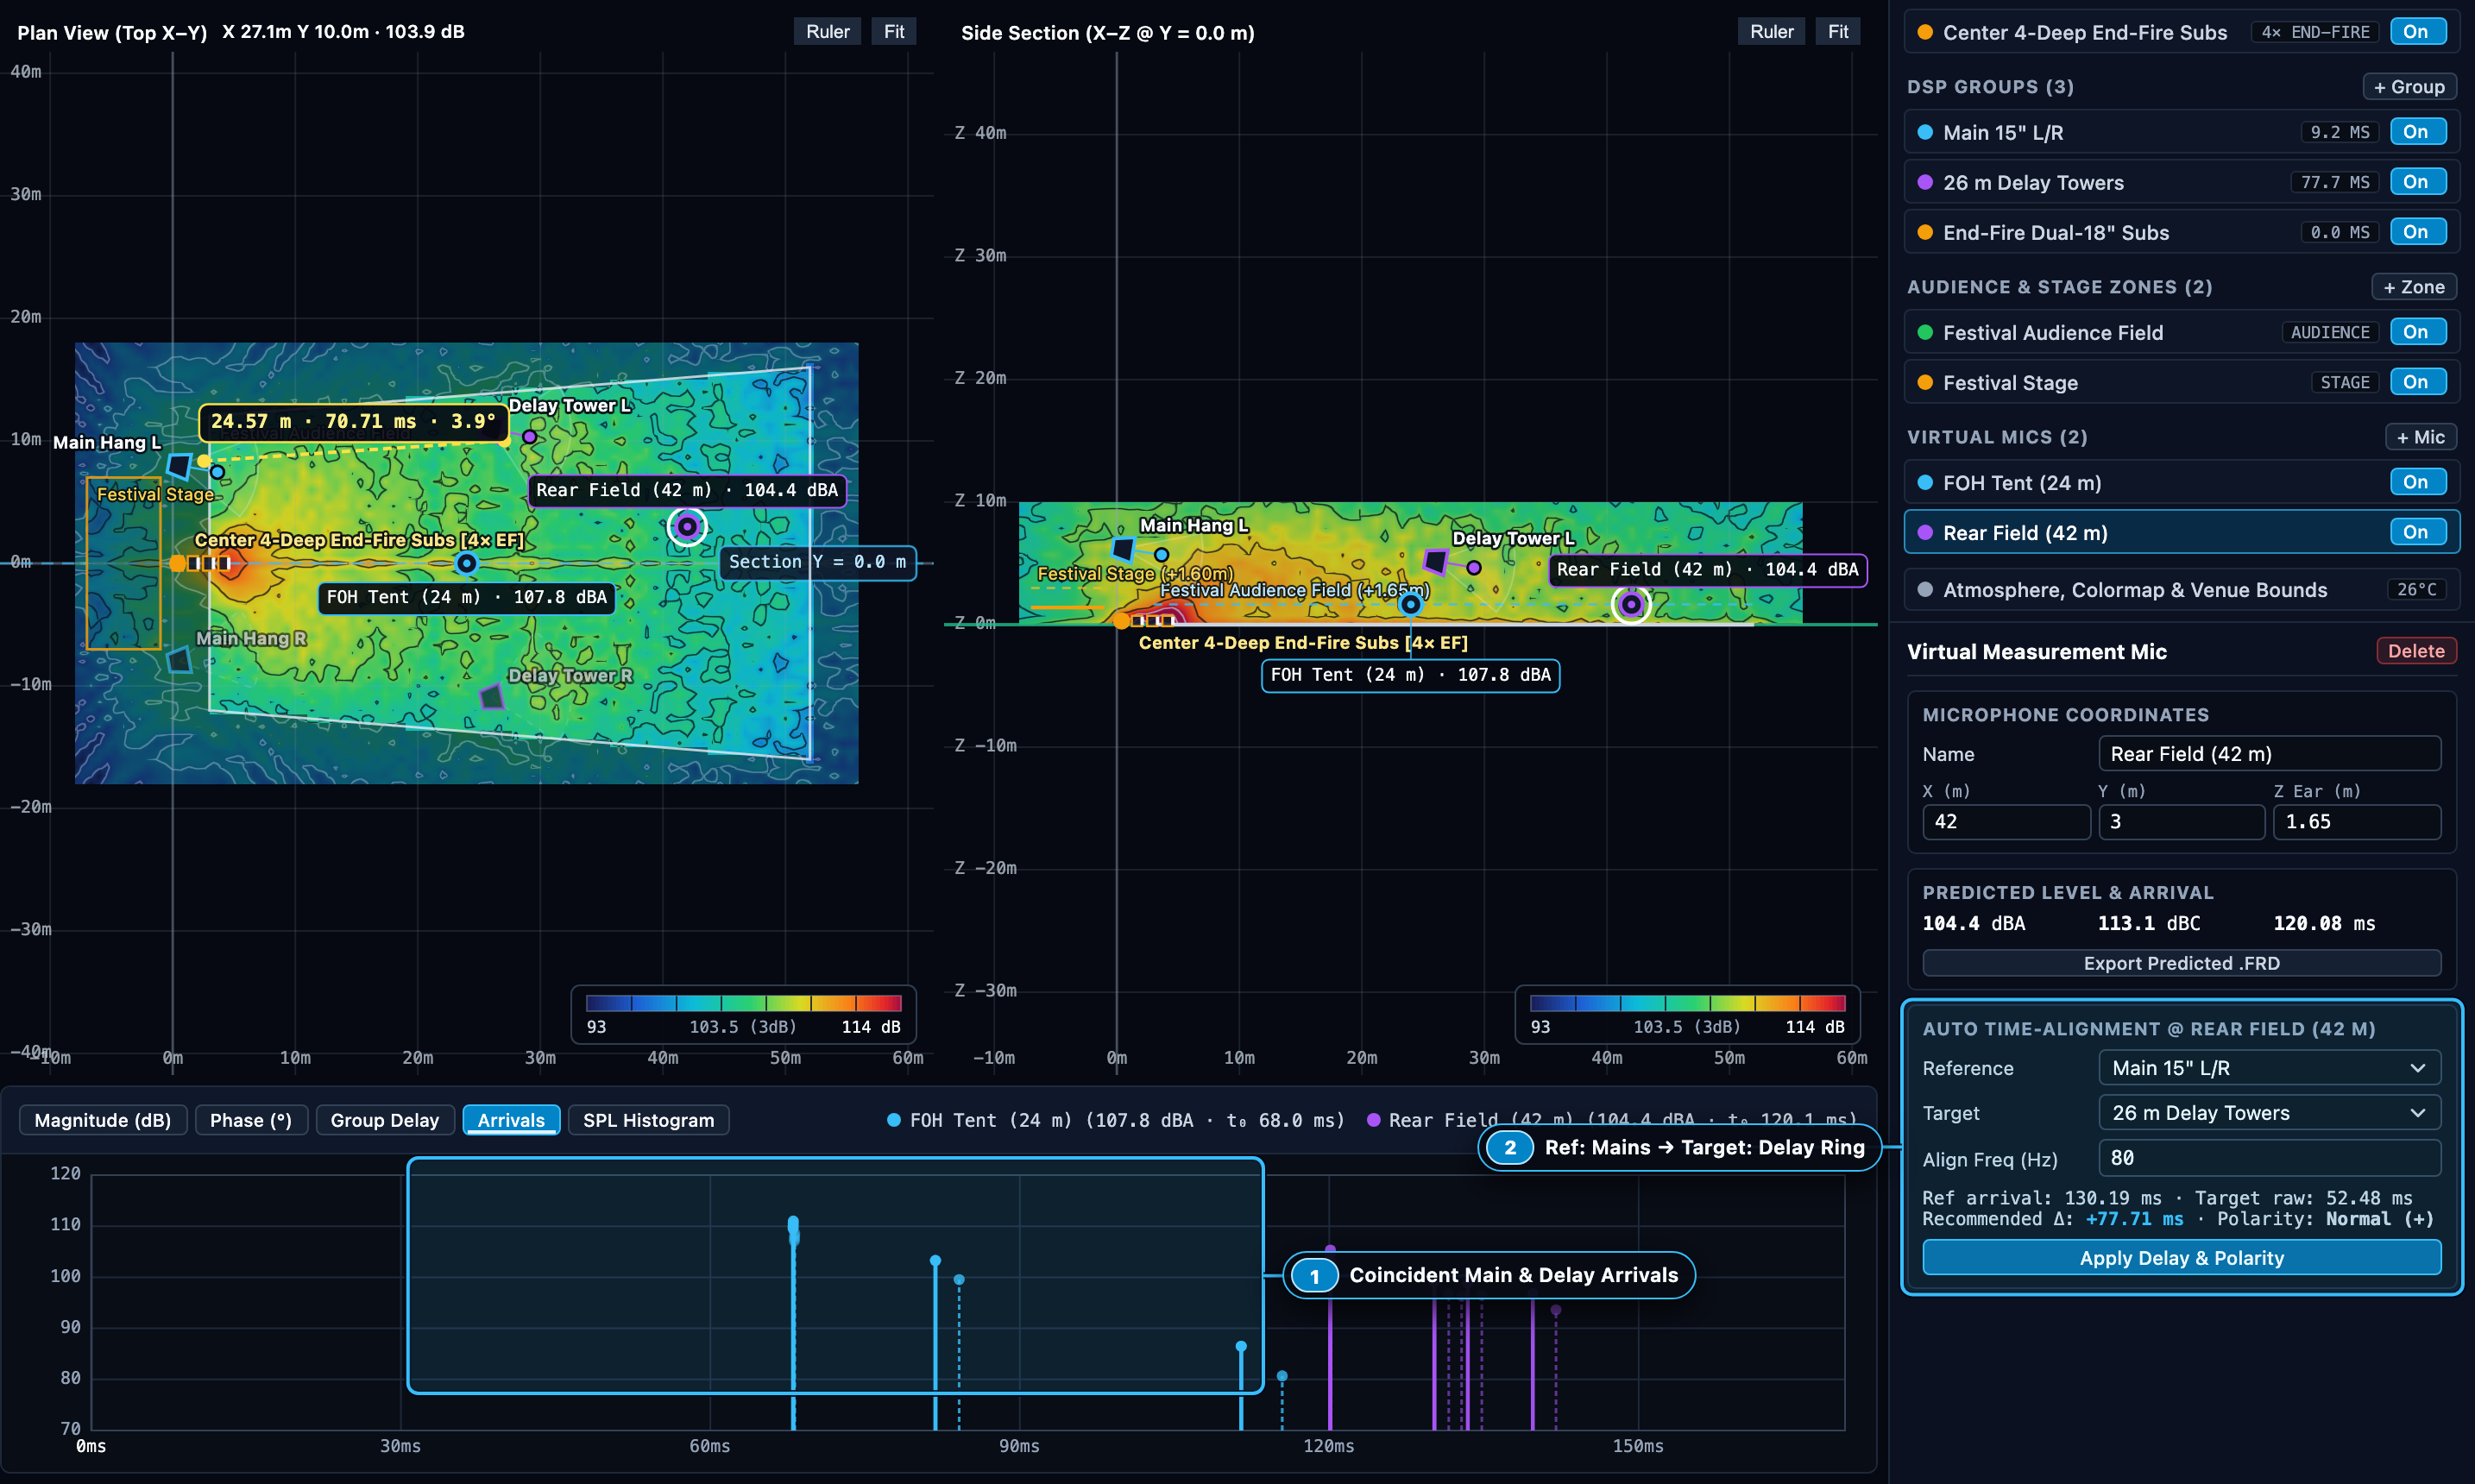 Plan View (Top X–Y) X 27.1m Y 10.0m · 103.9 dB
Ruler
Fit
40m
30m
20m
10m
0m
−10m
−20m
−30m
−40m
−10m
0m
10m
20m
30m
40m
50m
60m
24.57 m · 70.71 ms · 3.9°
Festival Audience Field
Delay Tower L
Main Hang L
Festival Stage
Rear Field (42 m) · 104.4 dBA
Center 4-Deep End-Fire Subs [4× EF]
Section Y = 0.0 m
FOH Tent (24 m) · 107.8 dBA
Main Hang R
Delay Tower R
93
103.5 (3dB)
114 dB
Side Section (X–Z @ Y = 0.0 m)
Ruler
Fit
Z 40m
Z 30m
Z 20m
Z 10m
Z 0m
Z −10m
Z −20m
Z −30m
−10m
0m
10m
20m
30m
40m
50m
60m
Main Hang L
Delay Tower L
Festival Stage (+1.60m)
Rear Field (42 m) · 104.4 dBA
Festival Audience Field (+1.65m)
Center 4-Deep End-Fire Subs [4× EF]
FOH Tent (24 m) · 107.8 dBA
93
103.5 (3dB)
114 dB
Magnitude (dB)
Phase (°)
Group Delay
Arrivals
SPL Histogram
FOH Tent (24 m) (107.8 dBA · t₀ 68.0 ms)
Rear Field (42 m) (104.4 dBA · t₀ 120.1 ms)
2 Ref: Mains → Target: Delay Ring
1 Coincident Main & Delay Arrivals
120
110
100
90
80
70
0ms
30ms
60ms
90ms
120ms
150ms
Center 4-Deep End-Fire Subs 4× END-FIRE On
DSP GROUPS (3) + Group
Main 15" L/R 9.2 MS On
26 m Delay Towers 77.7 MS On
End-Fire Dual-18" Subs 0.0 MS On
AUDIENCE & STAGE ZONES (2) + Zone
Festival Audience Field AUDIENCE On
Festival Stage STAGE On
VIRTUAL MICS (2) + Mic
FOH Tent (24 m) On
Rear Field (42 m) On
Atmosphere, Colormap & Venue Bounds 26°C
Virtual Measurement Mic Delete
MICROPHONE COORDINATES
Name Rear Field (42 m)
X (m) Y (m) Z Ear (m)
42 3 1.65
PREDICTED LEVEL & ARRIVAL
104.4 dBA 113.1 dBC 120.08 ms
Export Predicted .FRD
AUTO TIME-ALIGNMENT @ REAR FIELD (42 M)
Reference Main 15" L/R
Target 26 m Delay Towers
Align Freq (Hz) 80
Ref arrival: 130.19 ms · Target raw: 52.48 ms
Recommended Δ: +77.71 ms · Polarity: Normal (+)
Apply Delay & Polarity